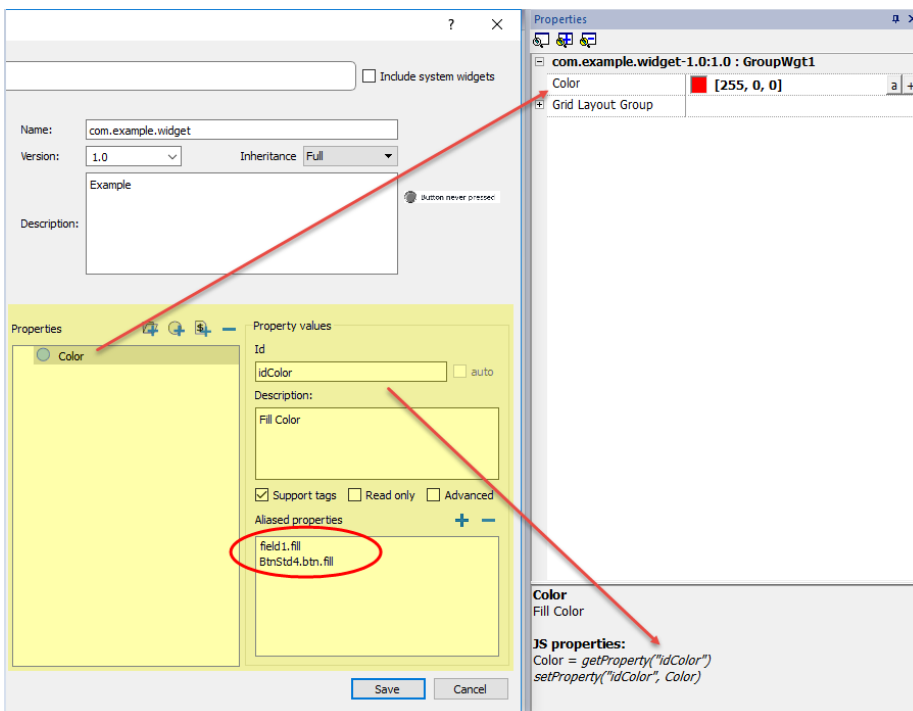 ?
Include system widgets
Name:
com.example.widget
Version:
1.0
Inheritance
Full
Description:
Example
Button never pressed
Properties
Color
Property values
Id
idColor
auto
Description:
Fill Color
Support tags
Read only
Advanced
Aliased properties
field1.fill
BtnStd4.btn.fill
Save
Cancel
Properties
com.example.widget-1.0:1.0 : GroupWgt1
Color
[255, 0, 0]
a
+
Grid Layout Group
Color
Fill Color
JS properties:
Color = getProperty("idColor")
setProperty("idColor", Color)